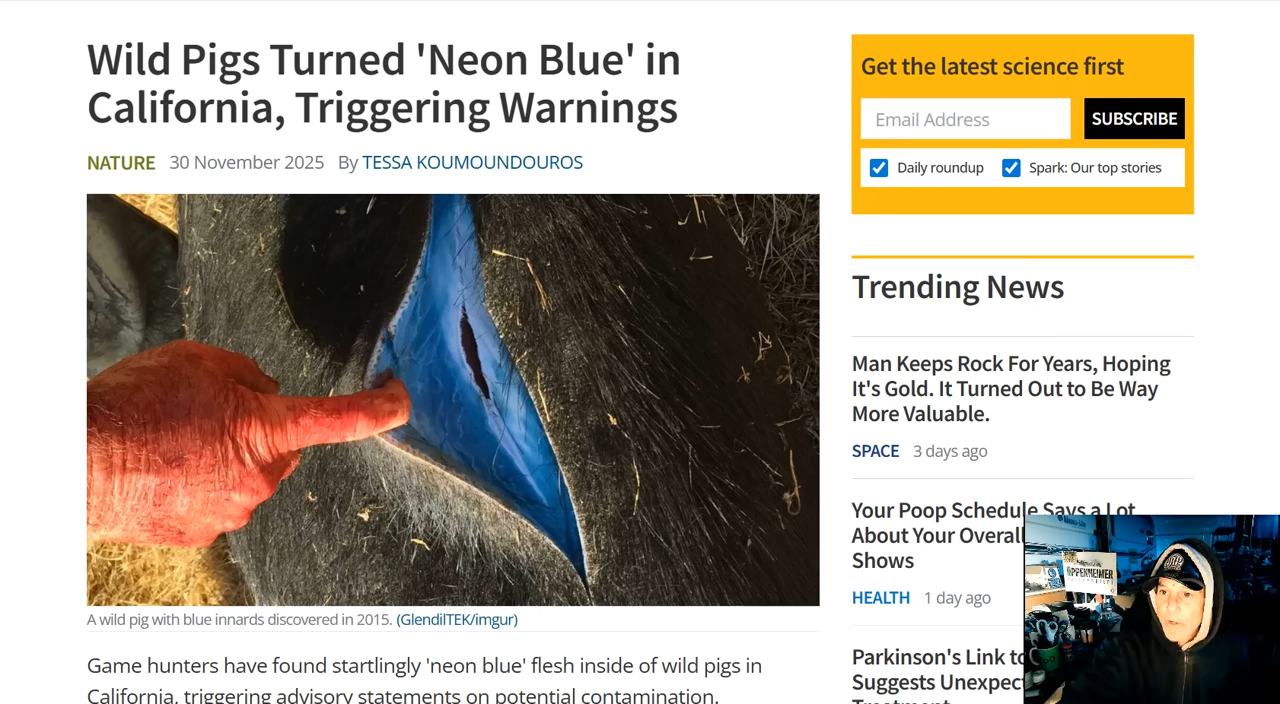 Wild Pigs Turned 'Neon Blue' in
California, Triggering Warnings
NATURE 30 November 2025 By TESSA KOUMOUNDOUROS
A wild pig with blue innards discovered in 2015. (GlendilTEK/imgur)
Game hunters have found startlingly 'neon blue' flesh inside of wild pigs in
California, triggering advisory statements on potential contamination.
Get the latest science first
Email Address
SUBSCRIBE
Daily roundup
Spark: Our top stories
Trending News
Man Keeps Rock For Years, Hoping
It's Gold. It Turned Out to Be Way
More Valuable.
SPACE 3 days ago
Your Poop Schedule Says a Lot
About Your Overall
Shows
HEALTH 1 day ago
Parkinson's Link to
Suggests Unexpect
Treatment
OPPENHEIMER